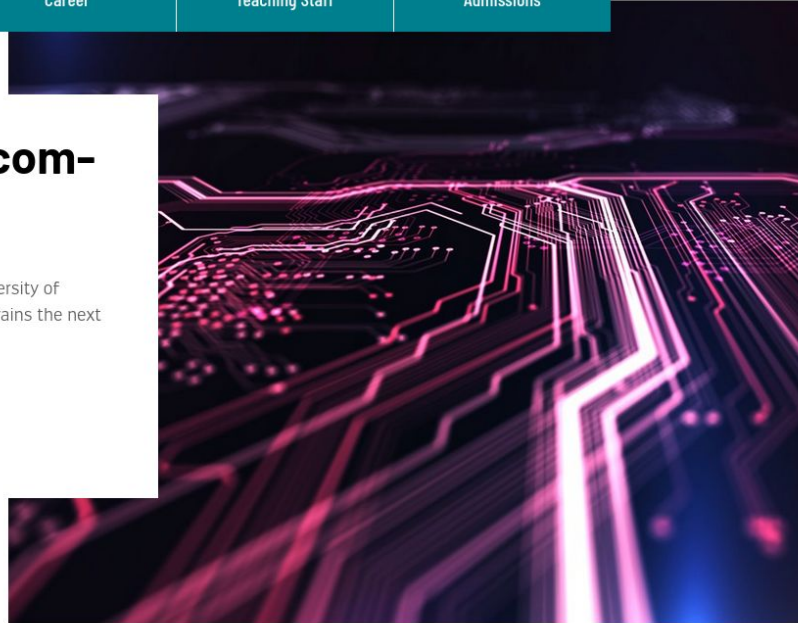 Career
Teaching Staff
Admissions
com-
ersity of
ains the next